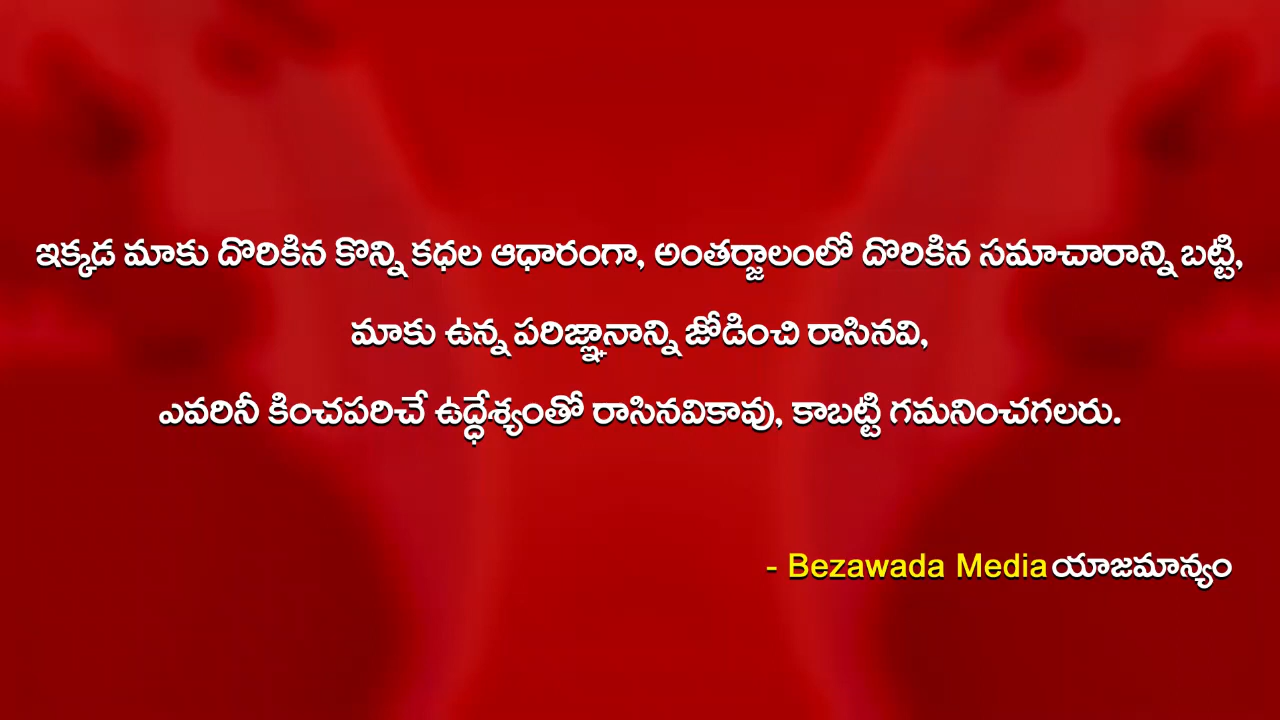 ఇక్కడ మాకు దొరికిన కొన్ని కధల ఆధారంగా, అంతర్జాలంలో దొరికిన సమాచారాన్ని బట్టి,
మాకు ఉన్న పరిజ్ఞానాన్ని జోడించి రాసినవి,
ఎవరినీ కించపరిచే ఉద్ధేశ్యంతో రాసినవికావు, కాబట్టి గమనించగలరు.
- Bezawada Media యాజమాన్యం